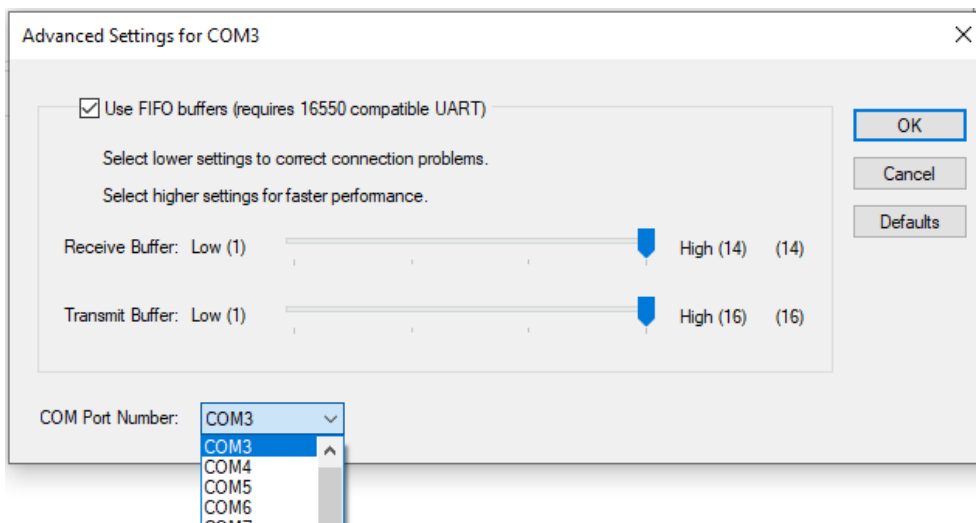 Advanced Settings for COM3
Use FIFO buffers (requires 16550 compatible UART)
OK
Select lower settings to correct connection problems.
Cancel
Select higher settings for faster performance.
Defaults
Receive Buffer: Low (1) High (14) (14)
Transmit Buffer: Low (1) High (16) (16)
COM Port Number: COM3
COM3
COM4
COM5
COM6
COM7